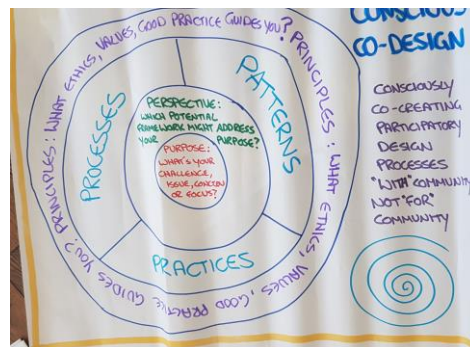 CONSCIOUS
CO-DESIGN
CONSCIOUSLY
CO-CREATING
PARTICIPATORY
DESIGN
PROCESSES
"WITH" COMMUNITY
NOT "FOR"
COMMUNITY
PRINCIPLES: WHAT ETHICS, VALUES, GOOD PRACTICE GUIDES YOU?
PRINCIPLES: WHAT ETHICS, VALUES, GOOD PRACTICE GUIDES YOU?
PROCESSES
PATTERNS
PRACTICES
PERSPECTIVE:
WHICH POTENTIAL
FRAMEWORK MIGHT ADDRESS
YOUR PURPOSE?
PURPOSE:
WHAT'S YOUR
CHALLENGE,
ISSUE, CONCERN
OR FOCUS?